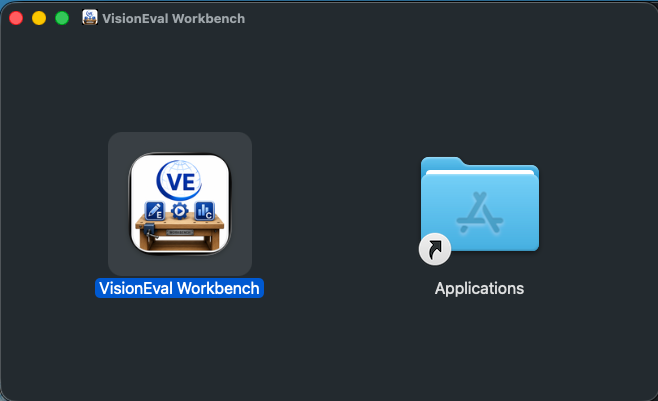 VisionEval Workbench
VE
E
C
VisionEval Workbench
Applications